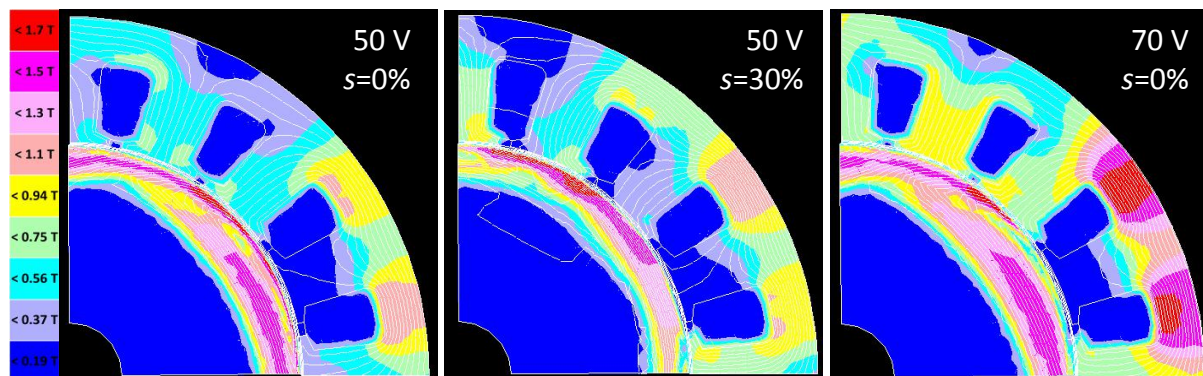 < 1.7 T
< 1.5 T
< 1.3 T
< 1.1 T
< 0.94 T
< 0.75 T
< 0.56 T
< 0.37 T
< 0.19 T
50 V
s=0%
50 V
s=30%
70 V
s=0%